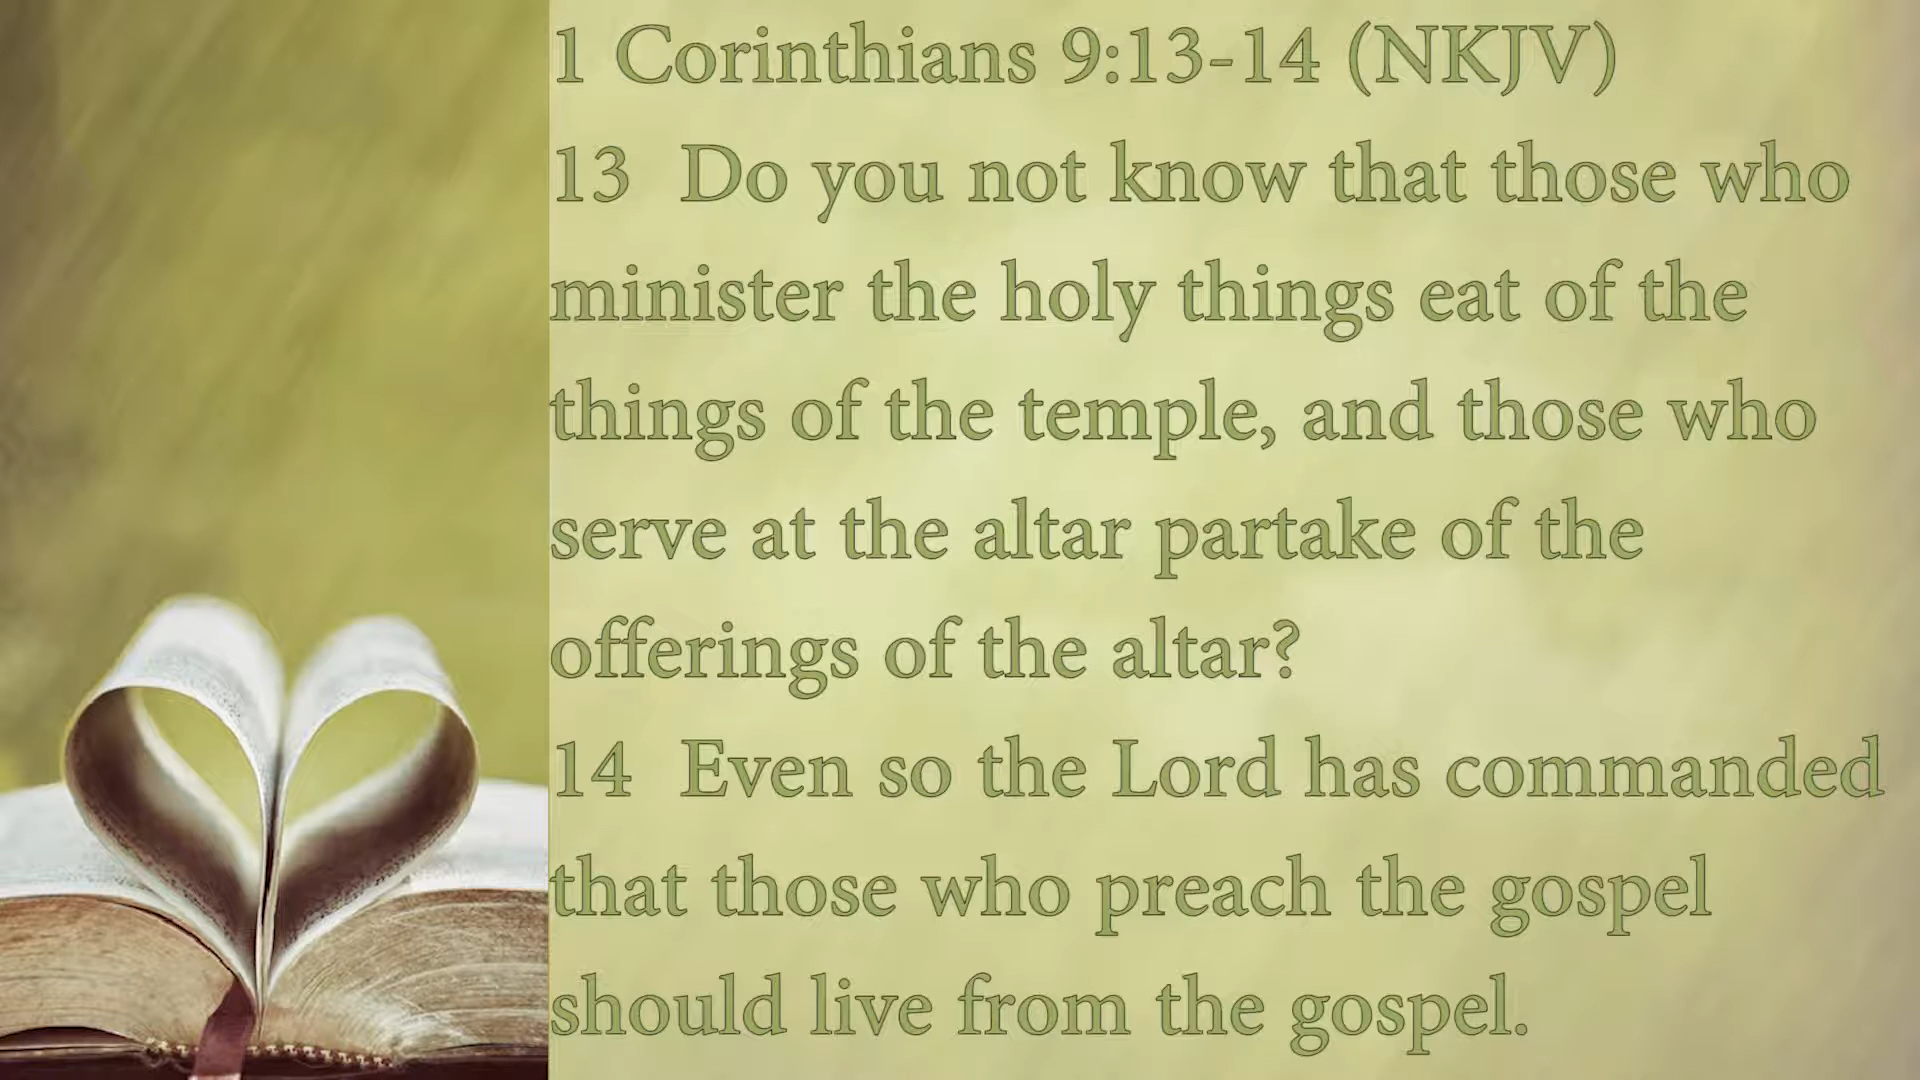 1 Corinthians 9:13-14 (NKJV)
13 Do you not know that those who
minister the holy things eat of the
things of the temple, and those who
serve at the altar partake of the
offerings of the altar?
14 Even so the Lord has commanded
that those who preach the gospel
should live from the gospel.